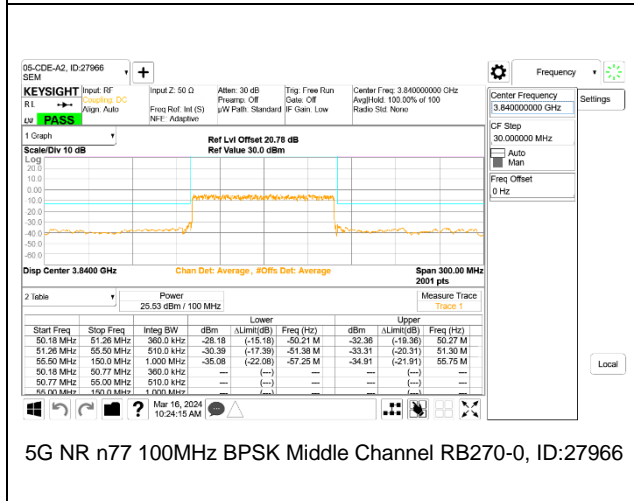 05-CDE-A2, ID:27966
SEM
+
Frequency
KEYSIGHT
RL
PASS
Input: RF
Coupling: DC
Align: Auto
Input Z: 50 Ω
Freq Ref: Int (S)
NFE: Adaptive
Atten: 30 dB
Preamp: Off
µW Path: Standard
Trig: Free Run
Gate: Off
IF Gain: Low
Center Freq: 3.840000000 GHz
Avg|Hold: 100.00% of 100
Radio Std: None
Center Frequency
3.840000000 GHz
Settings
CF Step
30.000000 MHz
Auto
Man
Freq Offset
0 Hz
1 Graph
Scale/Div 10 dB
Ref Lvl Offset 20.78 dB
Ref Value 30.0 dBm
Log
20.0
10.0
0.00
-10.0
-20.0
-30.0
-40.0
-50.0
-60.0
Disp Center 3.8400 GHz
Chan Det: Average , #Offs Det: Average
Span 300.00 MHz
2001 pts
2 Table
Power
25.53 dBm / 100 MHz
Measure Trace
Trace 1
Lower Upper
Start Freq Stop Freq Integ BW dBm ΔLimit(dB) Freq (Hz) dBm ΔLimit(dB) Freq (Hz)
50.18 MHz 51.26 MHz 360.0 kHz -28.18 (-15.18) -50.21 M -32.36 (-19.36) 50.27 M
51.26 MHz 55.50 MHz 510.0 kHz -30.39 (-17.39) -51.38 M -33.31 (-20.31) 51.30 M
55.50 MHz 150.0 MHz 1.000 MHz -35.08 (-22.08) -57.25 M -34.91 (-21.91) 55.75 M
50.18 MHz 50.77 MHz 360.0 kHz --- (---) --- (---)
50.77 MHz 55.00 MHz 510.0 kHz --- (---) --- (---)
55.00 MHz 150.0 MHz 1.000 MHz --- (---) --- (---)
Local
?
Mar 16, 2024
10:24:15 AM
5G NR n77 100MHz BPSK Middle Channel RB270-0, ID:27966